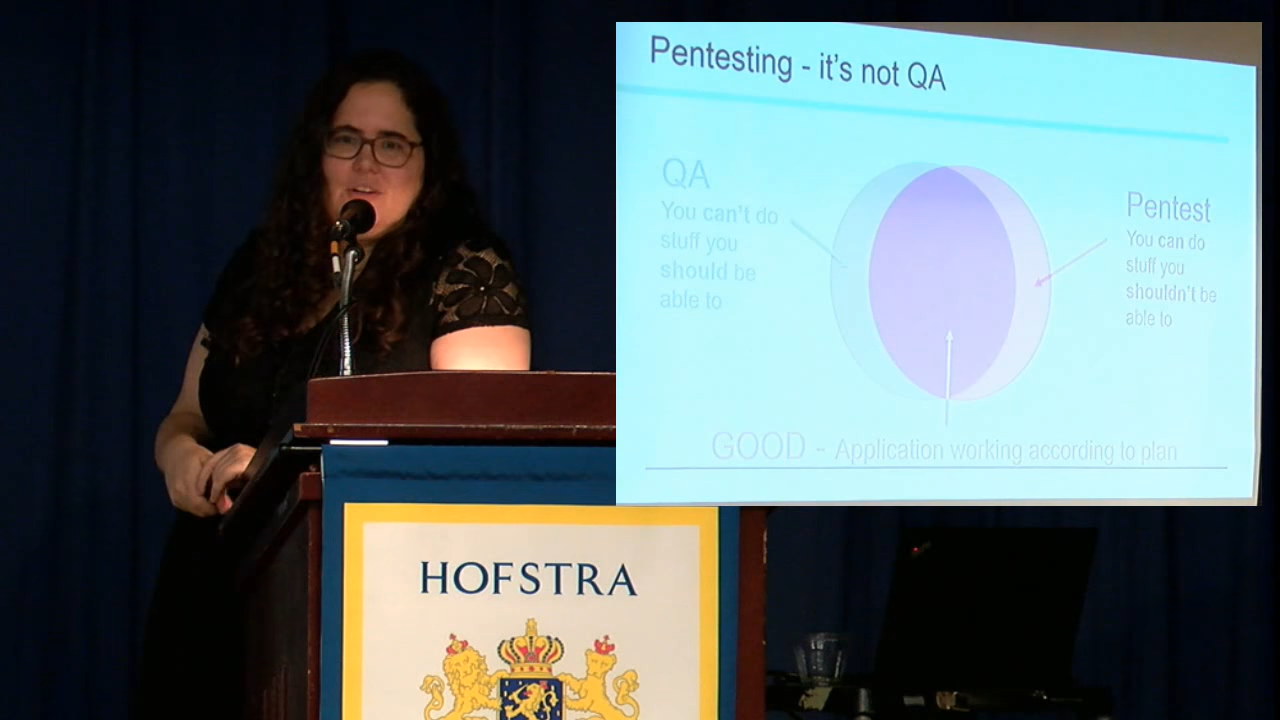 Pentesting - it's not QA
QA
You can't do
stuff you
should be
able to
Pentest
You can do
stuff you
shouldn't be
able to
GOOD - Application working according to plan
HOFSTRA